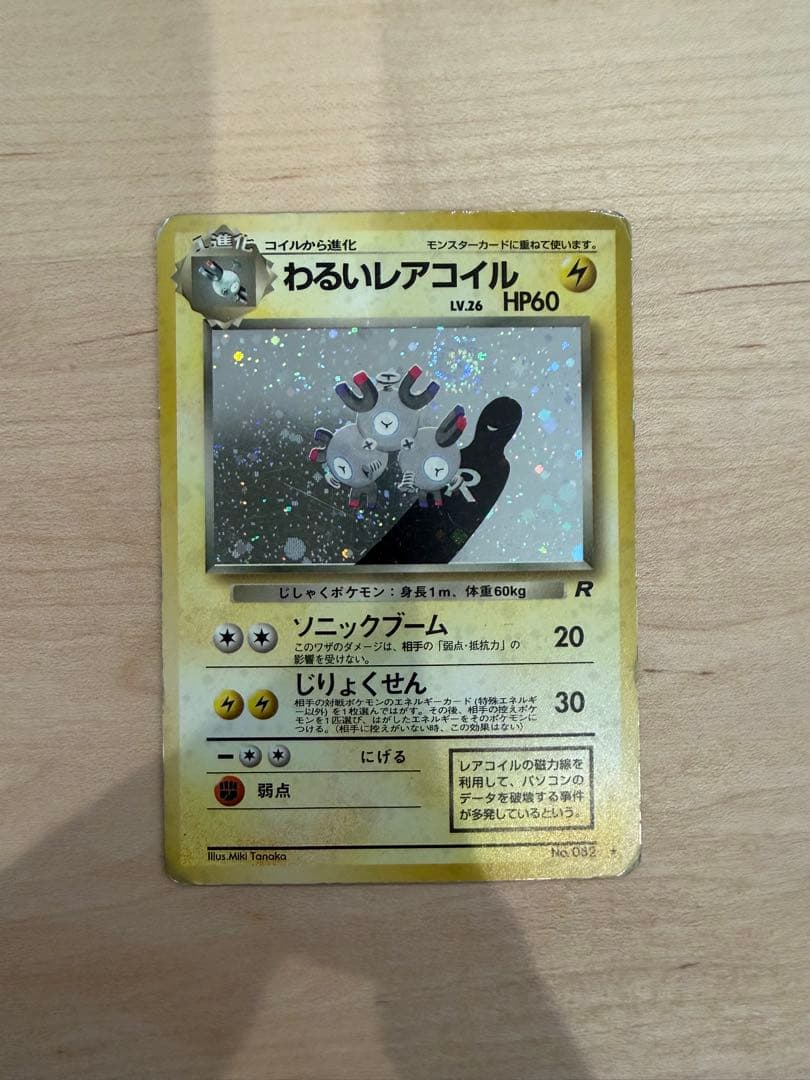 1進化 コイルから進化 モンスターカードに重ねて使います。
わるいレアコイル
LV.26 HP60
R
じしゃくポケモン：身長1m、体重60kg R
ソニックブーム 20
このワザのダメージは、相手の「弱点・抵抗力」の
影響を受けない。
じりょくせん 30
相手の対戦ポケモンのエネルギーカード(特殊エネルギ
ー以外)を1枚選んではがす。その後、相手の控えポケモ
ンを1匹選び、はがしたエネルギーをそのポケモンに
つける。(相手に控えがいない時、この効果はない)
にげる
弱点
レアコイルの磁力線を
利用して、パソコンの
データを破壊する事件
が多発しているという。
Illus.Miki Tanaka No.082